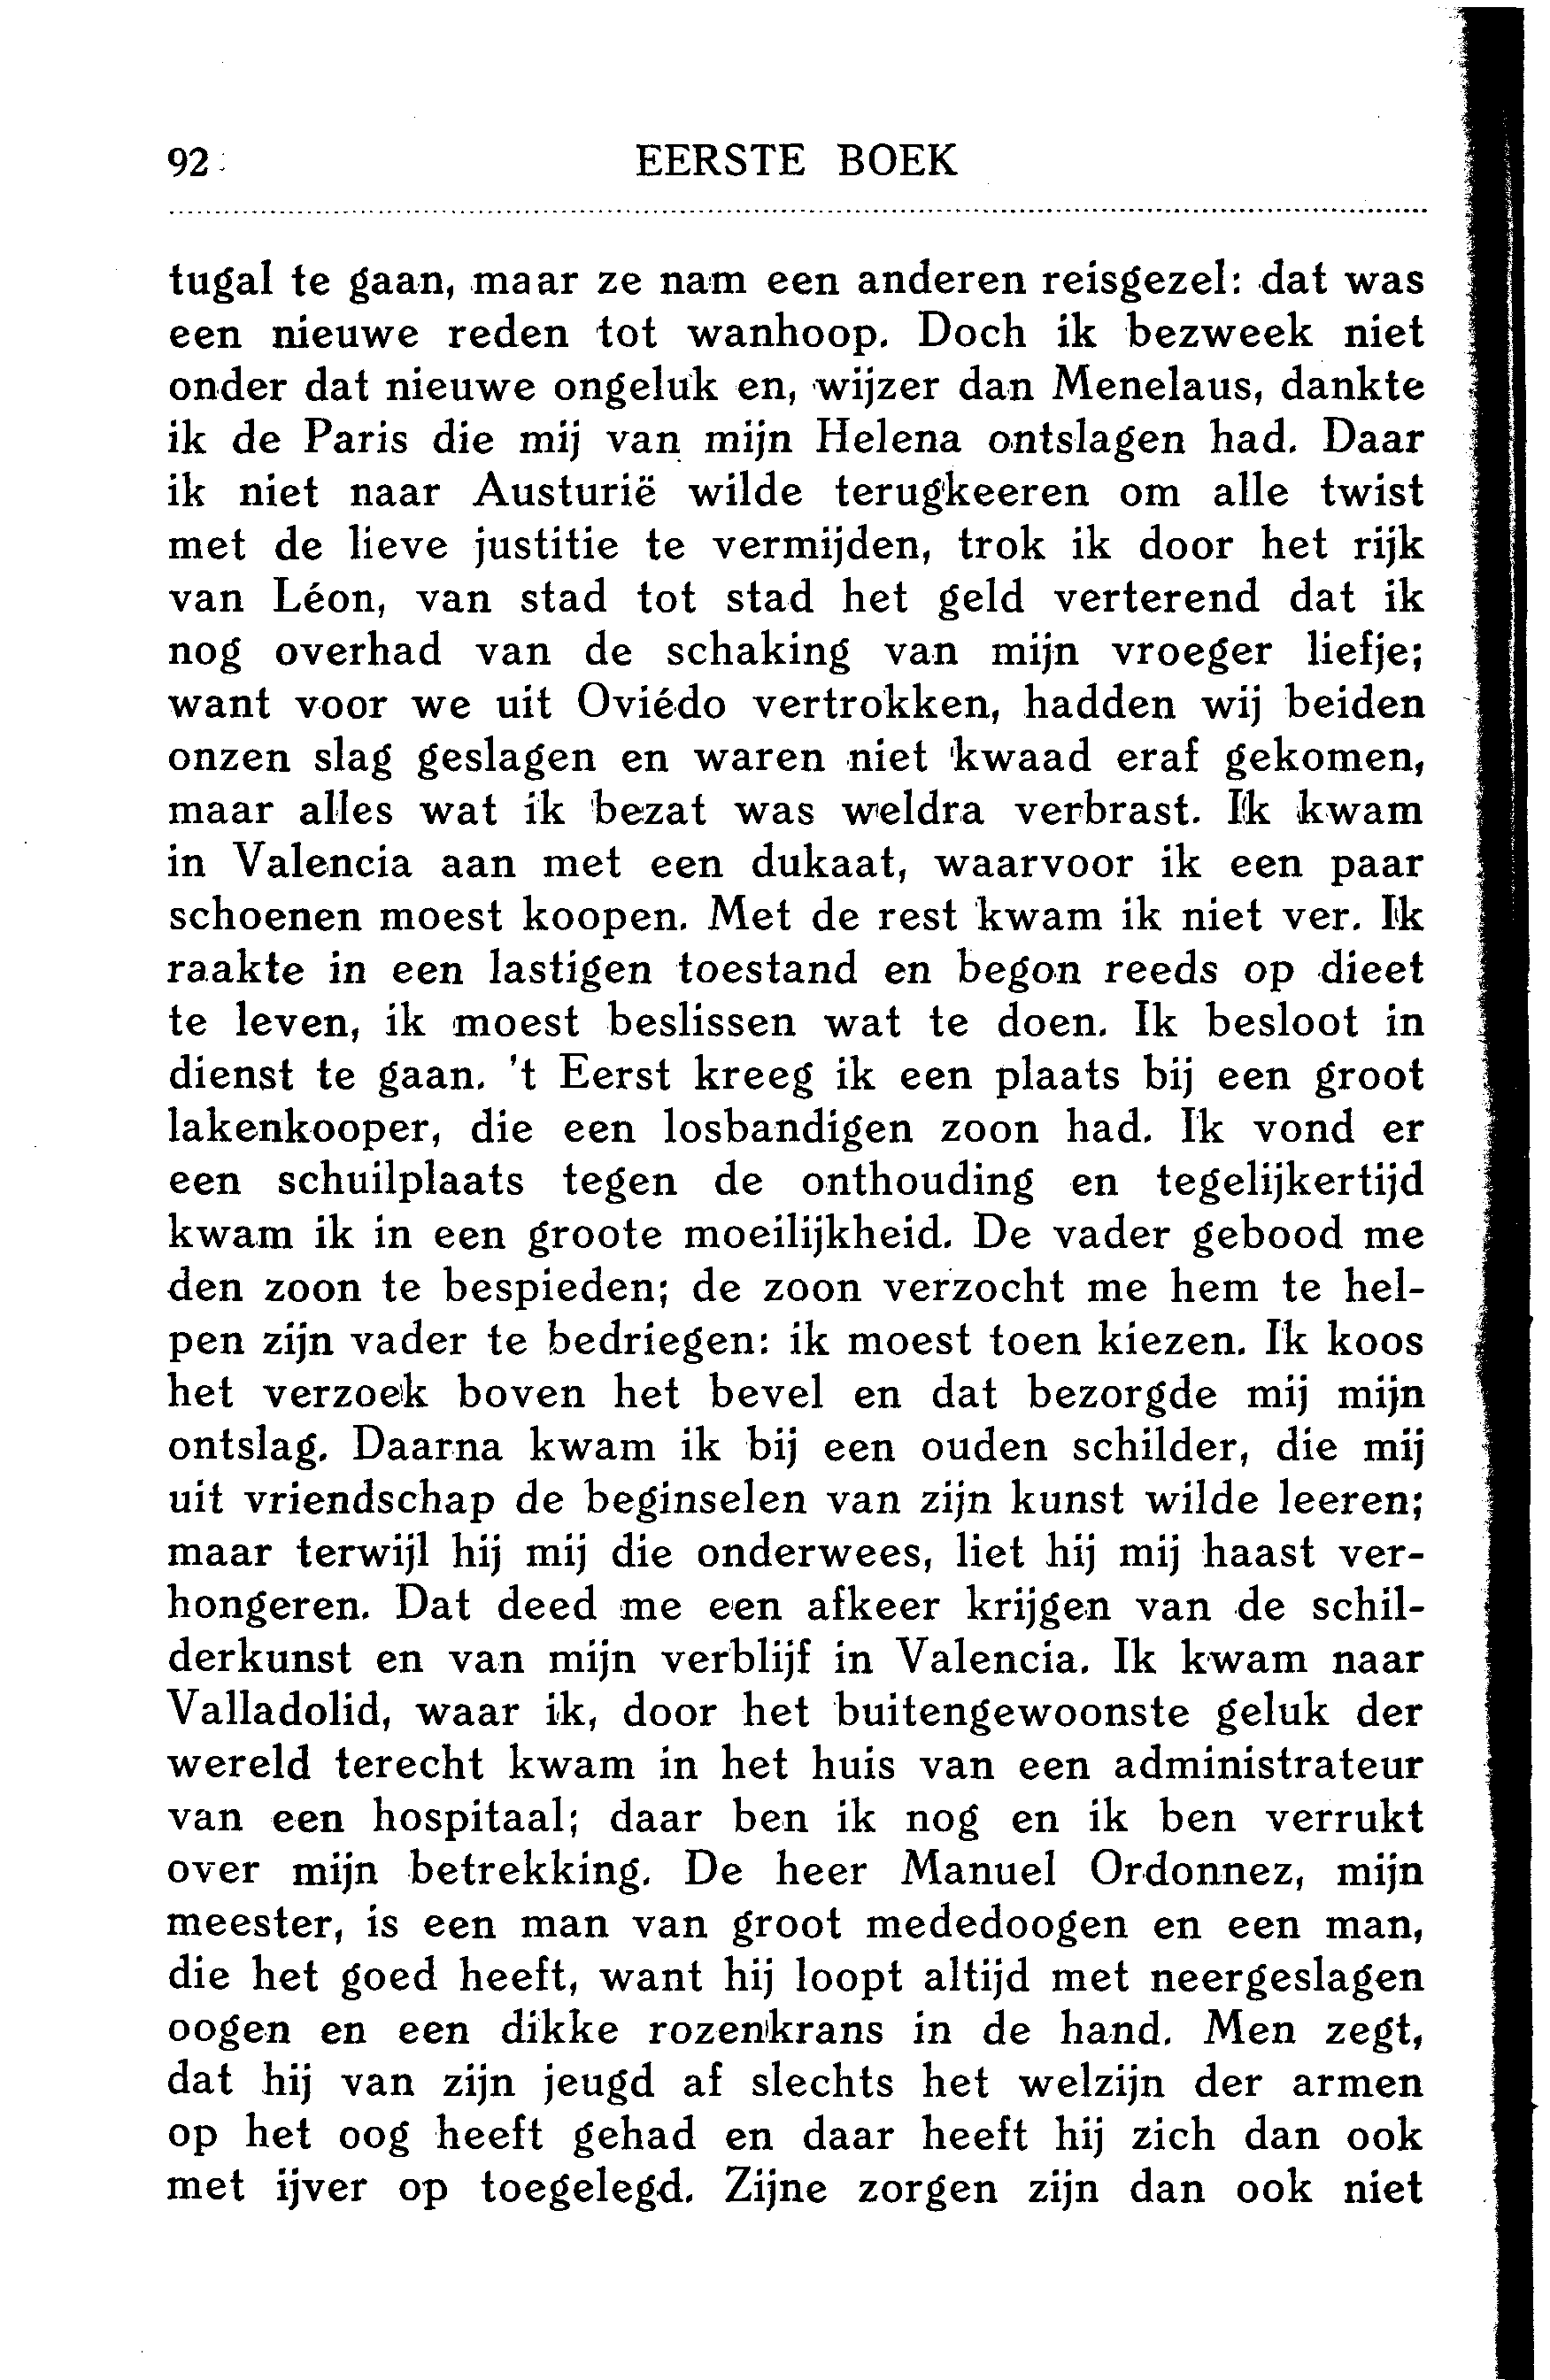 92 EERSTE BOEK
tugal te gaan, maar ze nam een anderen reisgezel: dat was
een nieuwe reden tot wanhoop. Doch ik bezweek niet
onder dat nieuwe ongeluk en, wijzer dan Menelaus, dankte
ik de Paris die mij van mijn Helena ontslagen had. Daar
ik niet naar Austurië wilde terugkeeren om alle twist
met de lieve justitie te vermijden, trok ik door het rijk
van Léon, van stad tot stad het geld verterend dat ik
nog overhad van de schaking van mijn vroeger liefje;
want voor we uit Oviédo vertrokken, hadden wij beiden
onzen slag geslagen en waren niet kwaad eraf gekomen,
maar alles wat ik bezat was weldra verbrast. Ik kwam
in Valencia aan met een dukaat, waarvoor ik een paar
schoenen moest koopen. Met de rest kwam ik niet ver. Ik
raakte in een lastigen toestand en begon reeds op dieet
te leven, ik moest beslissen wat te doen. Ik besloot in
dienst te gaan. 't Eerst kreeg ik een plaats bij een groot
lakenkooper, die een losbandigen zoon had. Ik vond er
een schuilplaats tegen de onthouding en tegelijkertijd
kwam ik in een groote moeilijkheid. De vader gebood me
den zoon te bespieden; de zoon verzocht me hem te hel-
pen zijn vader te bedriegen: ik moest toen kiezen. Ik koos
het verzoek boven het bevel en dat bezorgde mij mijn
ontslag. Daarna kwam ik bij een ouden schilder, die mij
uit vriendschap de beginselen van zijn kunst wilde leeren;
maar terwijl hij mij die onderwees, liet hij mij haast ver-
hongeren. Dat deed me een afkeer krijgen van de schil-
derkunst en van mijn verblijf in Valencia. Ik kwam naar
Valladolid, waar ik, door het buitengewoonste geluk der
wereld terecht kwam in het huis van een administrateur
van een hospitaal; daar ben ik nog en ik ben verrukt
over mijn betrekking. De heer Manuel Ordonnez, mijn
meester, is een man van groot mededoogen en een man,
die het goed heeft, want hij loopt altijd met neergeslagen
oogen en een dikke rozenkrans in de hand. Men zegt,
dat hij van zijn jeugd af slechts het welzijn der armen
op het oog heeft gehad en daar heeft hij zich dan ook
met ijver op toegelegd. Zijne zorgen zijn dan ook niet